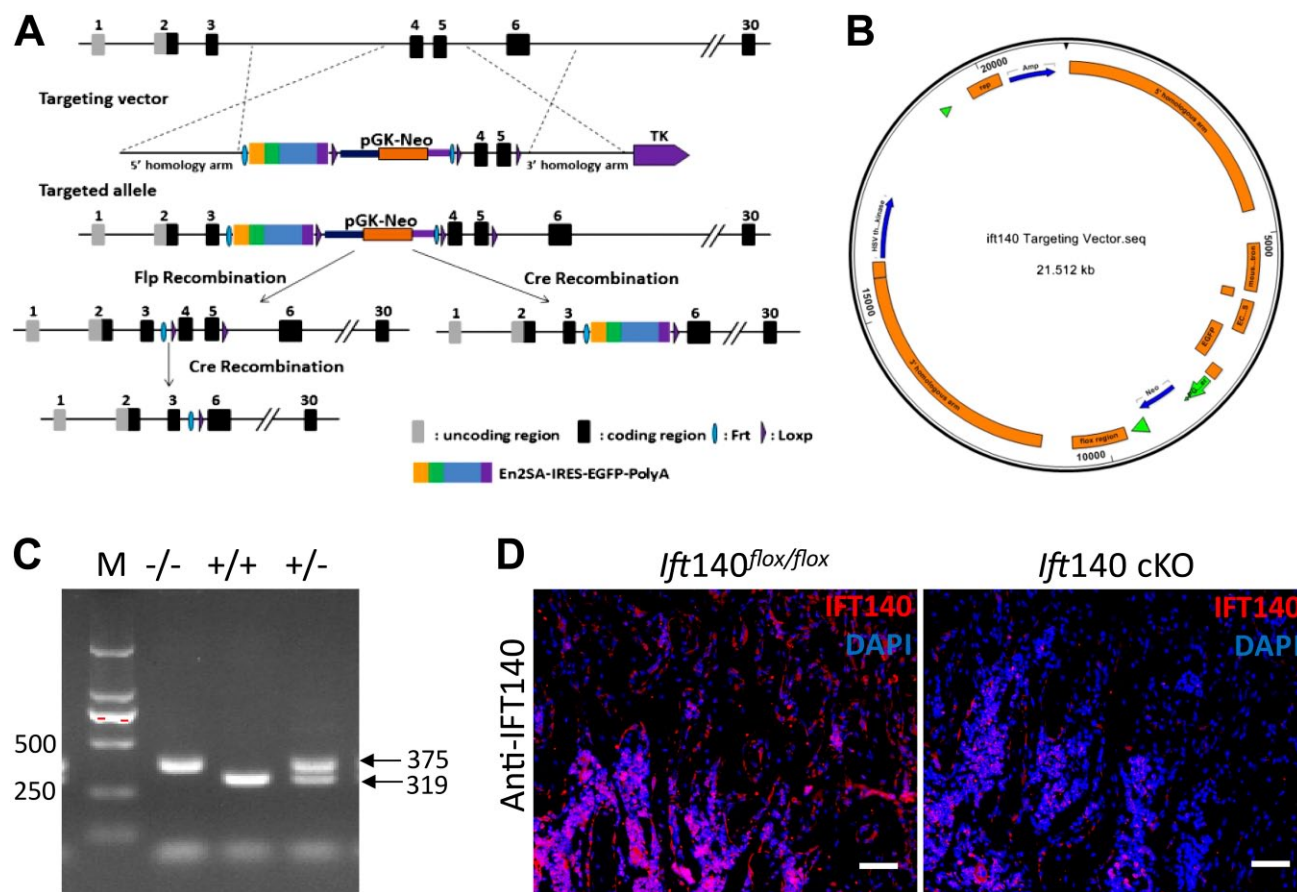 A
1 2 3 4 5 6 30
Targeting vector
pGK-Neo 4 5 TK
5' homology arm 3' homology arm
Targeted allele
1 2 3 pGK-Neo 4 5 6 30
Flp Recombination Cre Recombination
1 2 3 4 5 6 30
1 2 3 6 30
Cre Recombination
1 2 3 6 30
: uncoding region : coding region : Frt : Loxp
En2SA-IRES-EGFP-PolyA
B
20000
rep
Amp
5' homologous arm
5000
EC...S
EGFP
Neo
flox region
10000
3' homologous arm
15000
HBV th...kinase
ift140 Targeting Vector.seq
21.512 kb
C
M -/- +/+ +/-
500
250
375
319
D
Ift140flox/flox
Ift140 cKO
Anti-IFT140
IFT140
DAPI
IFT140
DAPI